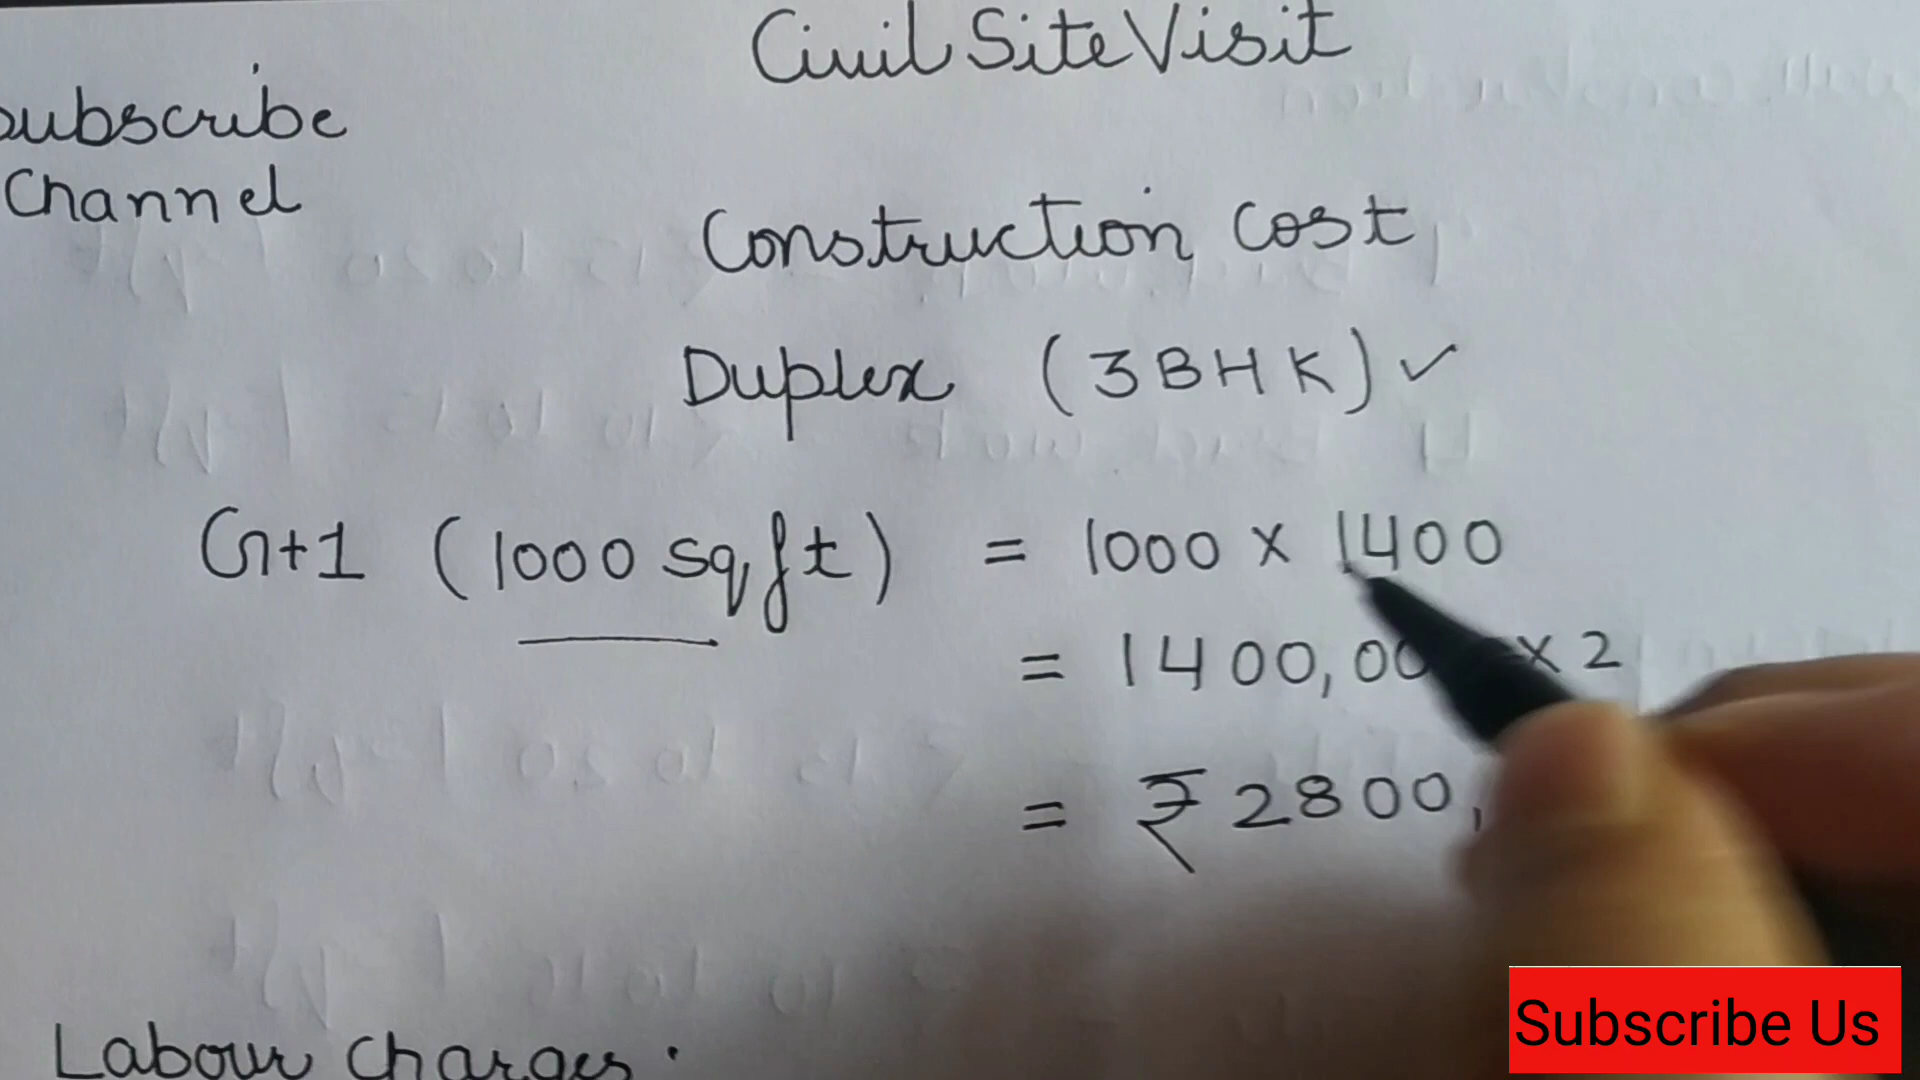 Civil Site Visit
Subscribe
Channel
Construction Cost
Duplex (3BHK) ✓
G+1 (1000 sqft) = 1000 x 1400
= 1400,00 x 2
= ₹ 2800,
Labour Charges:
Subscribe Us